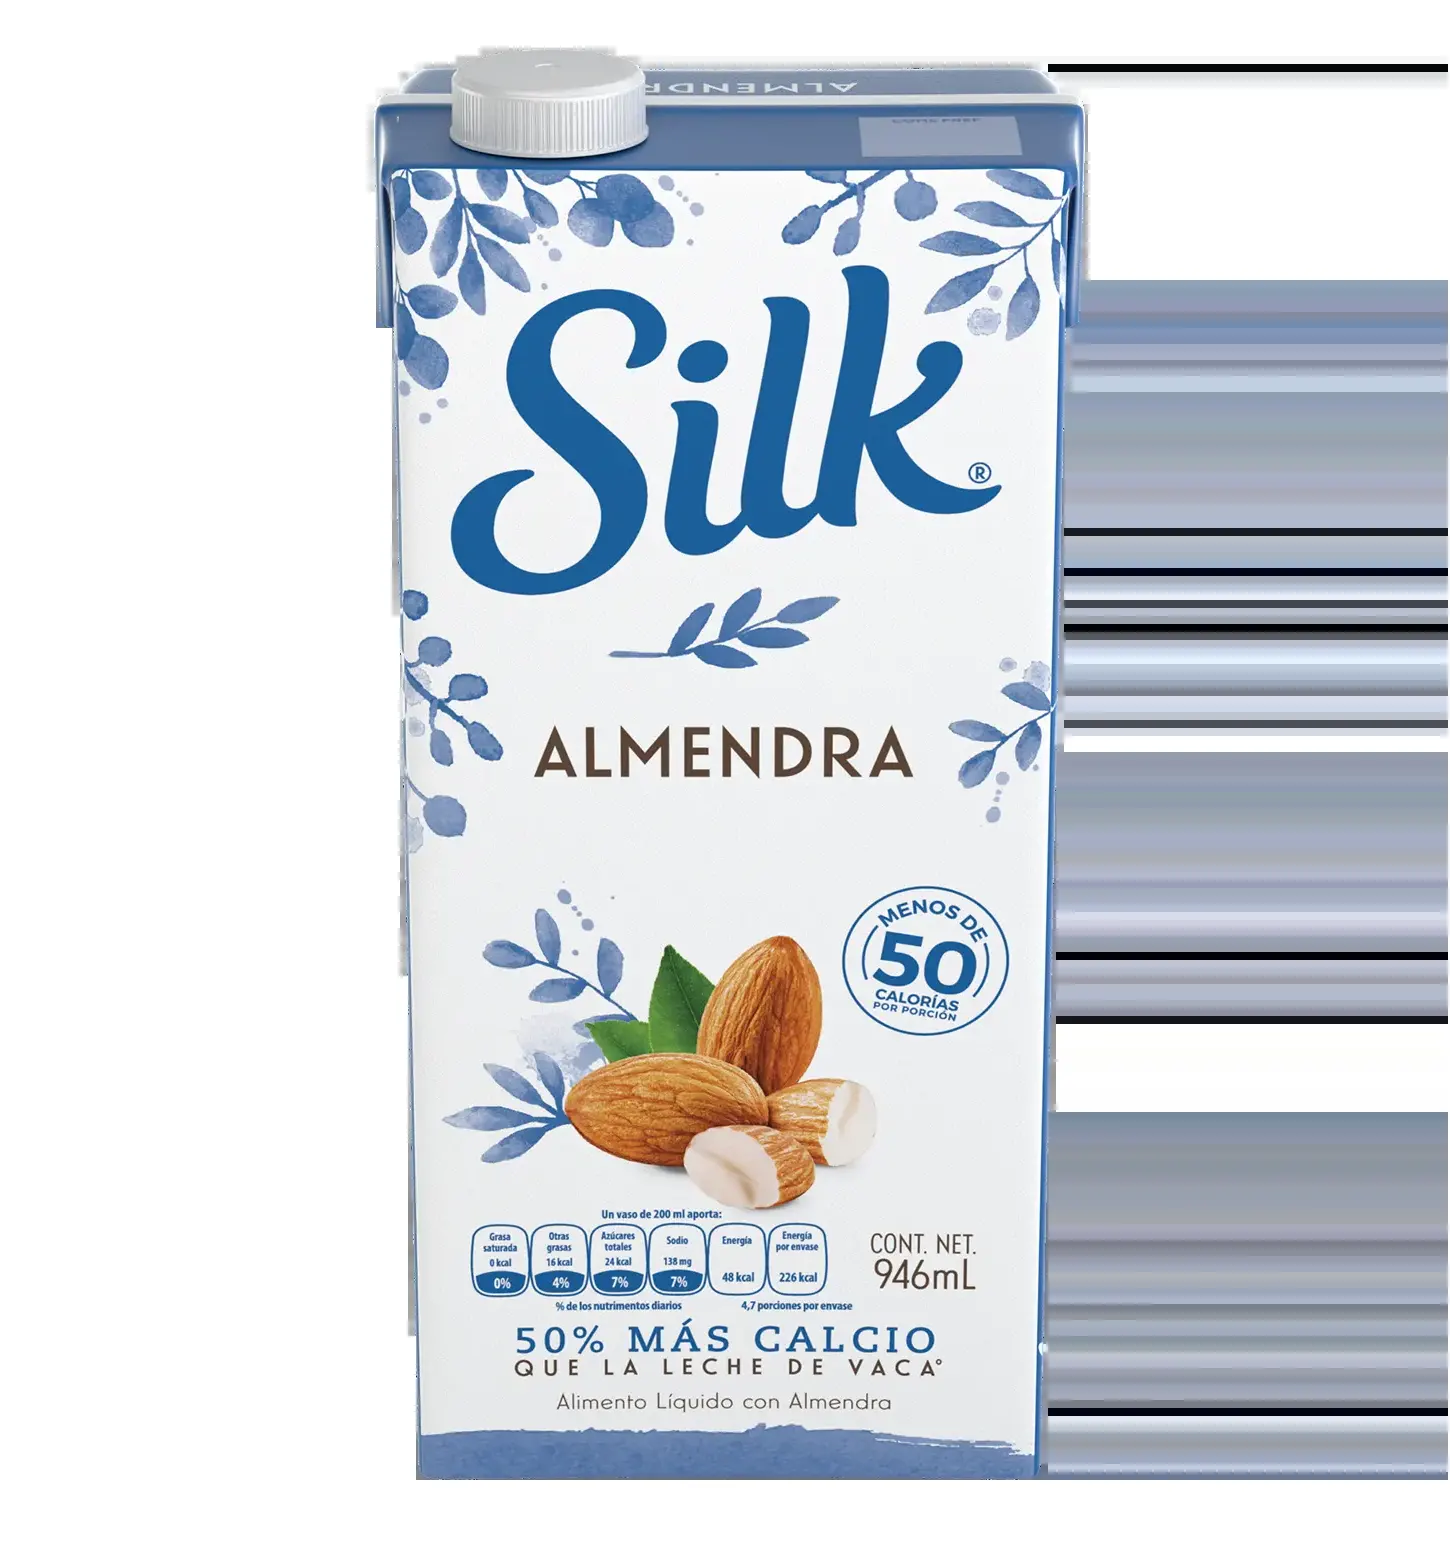 ALMENDR
Silk®
ALMENDRA
MENOS DE
50
CALORÍAS
POR PORCIÓN
Un vaso de 200 ml aporta:
Grasa saturada 0 kcal 0%
Otras grasas 16 kcal 4%
Azúcares totales 24 kcal 7%
Sodio 138 mg 7%
Energía 48 kcal
Energía por envase 226 kcal
% de los nutrimentos diarios
4,7 porciones por envase
CONT. NET.
946mL
50% MÁS CALCIO
QUE LA LECHE DE VACA°
Alimento Líquido con Almendra